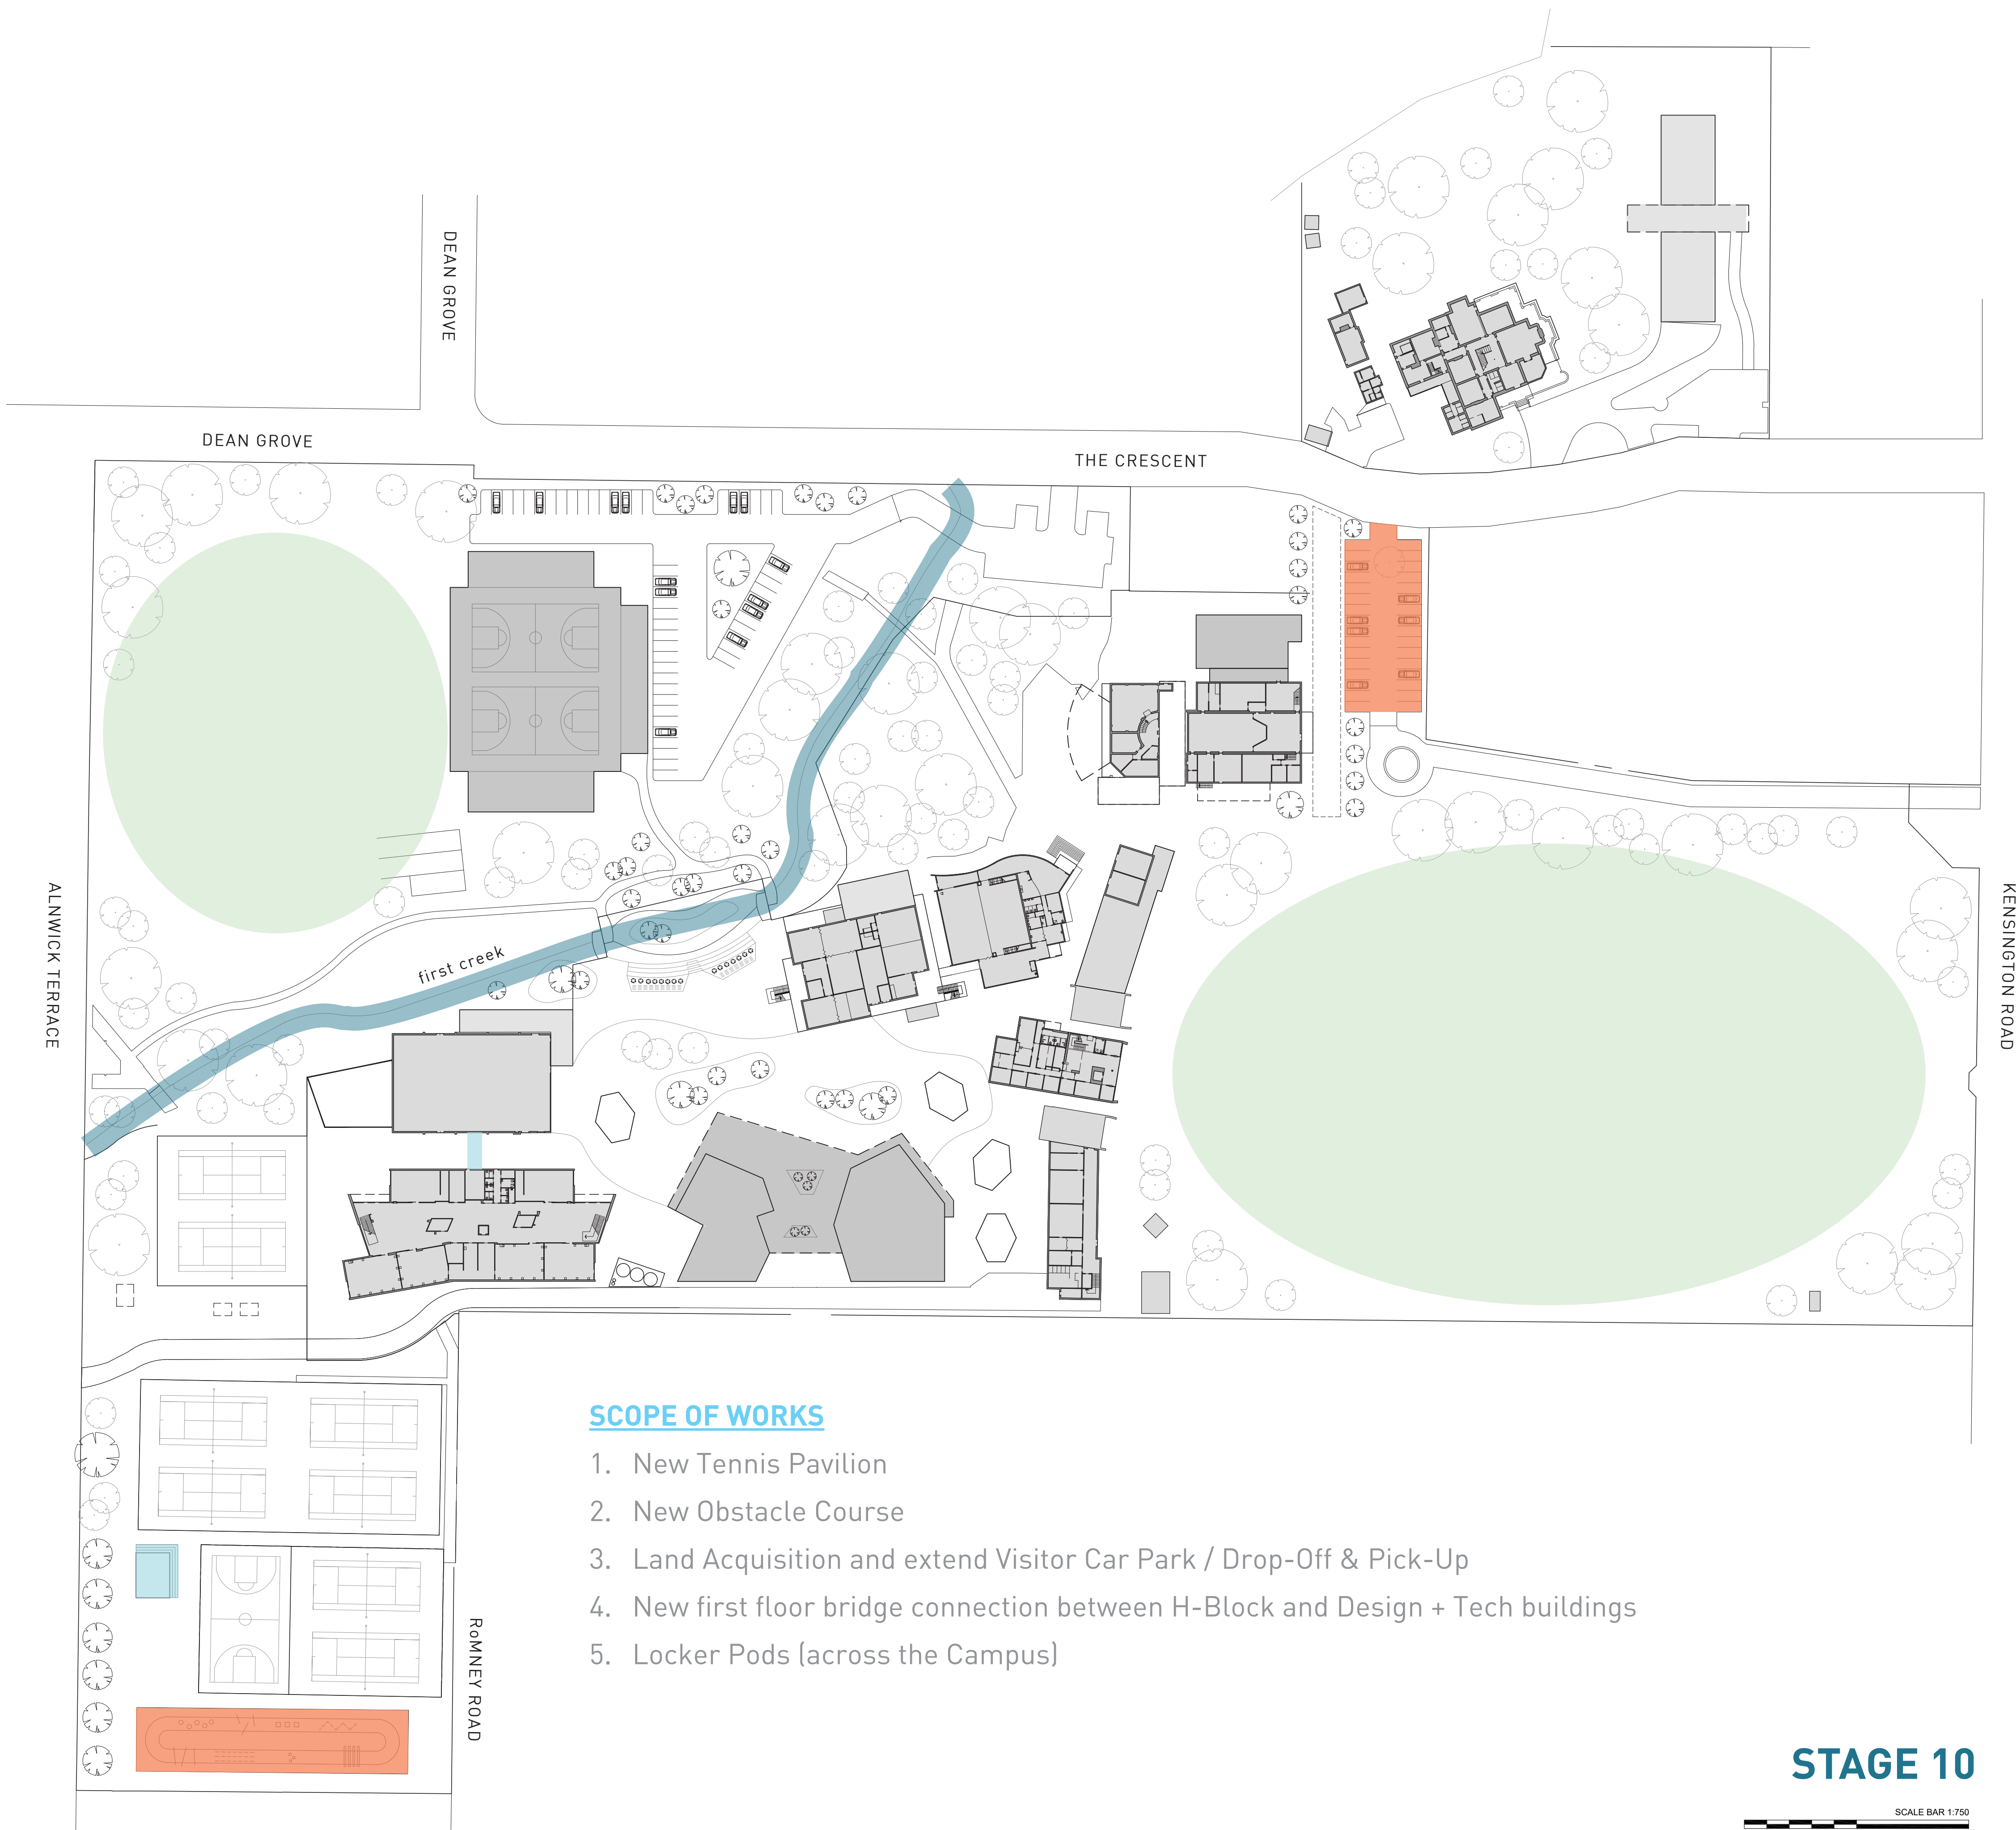 DEAN GROVE
DEAN GROVE
THE CRESCENT
ALNWICK TERRACE
first creek
KENSINGTON ROAD
SCOPE OF WORKS
1. New Tennis Pavilion
2. New Obstacle Course
3. Land Acquisition and extend Visitor Car Park / Drop-Off & Pick-Up
4. New first floor bridge connection between H-Block and Design + Tech buildings
5. Locker Pods (across the Campus)
RoMNEY ROAD
STAGE 10
SCALE BAR 1:750